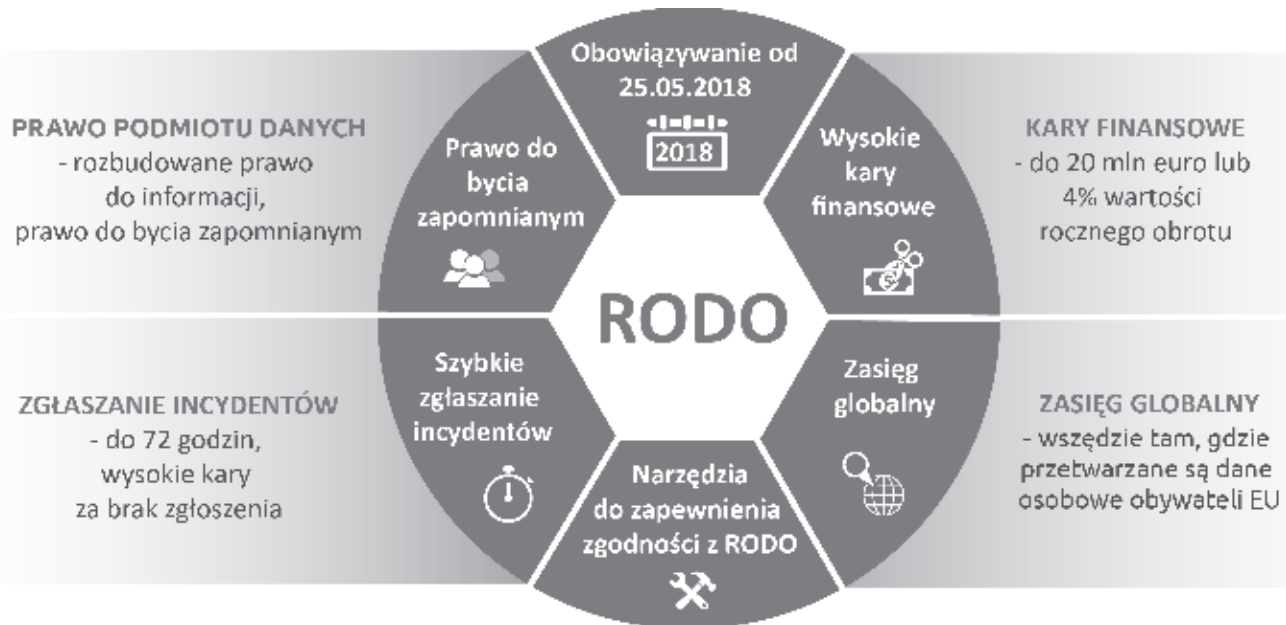 Obowiązywanie od
25.05.2018
2018
PRAWO PODMIOTU DANYCH
- rozbudowane prawo
do informacji,
prawo do bycia zapomnianym
Prawo do
bycia
zapomnianym
Wysokie
kary
finansowe
KARY FINANSOWE
- do 20 mln euro lub
4% wartości
rocznego obrotu
RODO
ZGŁASZANIE INCYDENTÓW
- do 72 godzin,
wysokie kary
za brak zgłoszenia
Szybkie
zgłaszanie
incydentów
Zasięg
globalny
ZASIĘG GLOBALNY
- wszędzie tam, gdzie
przetwarzane są dane
osobowe obywateli EU
Narzędzia
do zapewnienia
zgodności z RODO